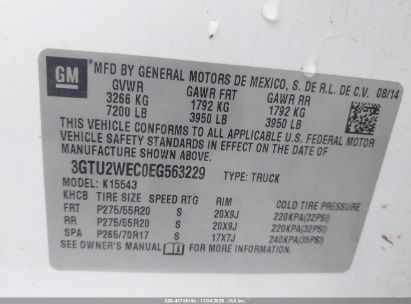 GM
MFD BY GENERAL MOTORS DE MEXICO, S. DE R.L. DE C.V. 08/14
GVWR GAWR FRT GAWR RR
3266 KG 1792 KG 1792 KG
7200 LB 3950 LB 3950 LB
THIS VEHICLE CONFORMS TO ALL APPLICABLE U.S. FEDERAL MOTOR
VEHICLE SAFETY STANDARDS IN EFFECT ON THE DATE OF
MANUFACTURE SHOWN ABOVE.
3GTU2WEC0EG563229 TYPE: TRUCK
MODEL: K15543
KHCB TIRE SIZE SPEED RTG RIM COLD TIRE PRESSURE
FRT P275/55R20 S 20X9J 220KPA(32PSI)
RR P275/55R20 S 20X9J 220KPA(32PSI)
SPA P265/70R17 S 17X7J 240KPA(35PSI)
SEE OWNER'S MANUAL FOR MORE INFORMATION.